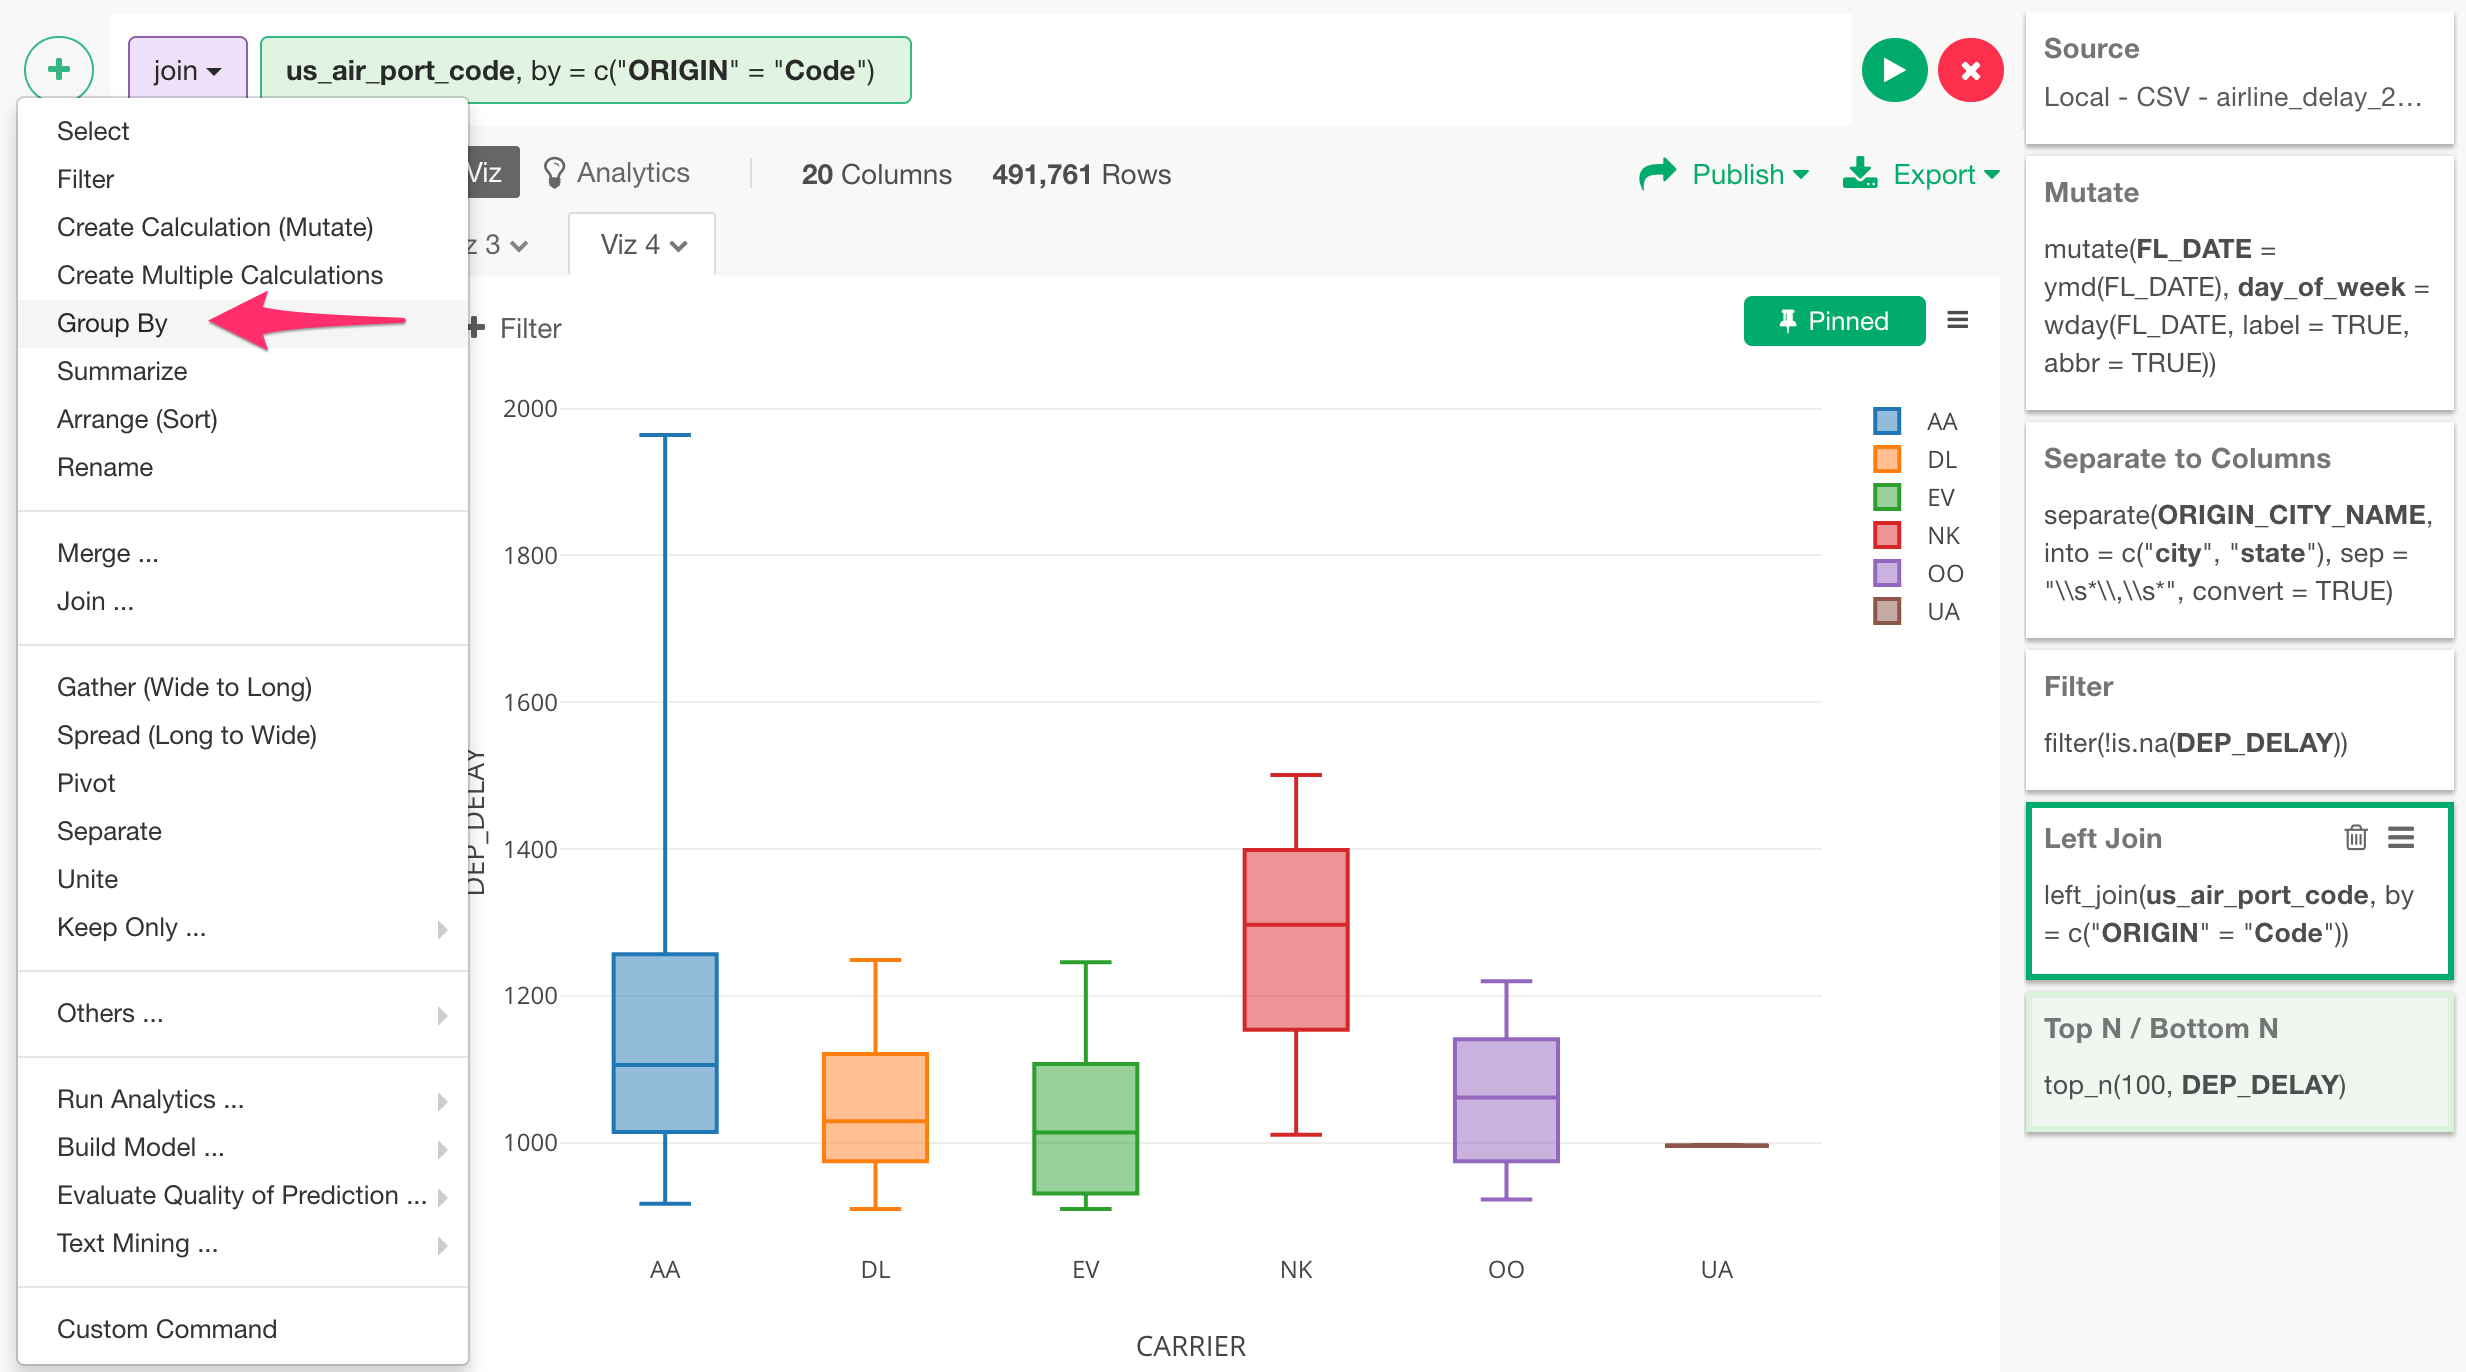 join
us_air_port_code, by = c("ORIGIN" = "Code")
Select
Filter
Create Calculation (Mutate)
Create Multiple Calculations
Group By
Summarize
Arrange (Sort)
Rename
Merge ...
Join ...
Gather (Wide to Long)
Spread (Long to Wide)
Pivot
Separate
Unite
Keep Only ...
Others ...
Run Analytics ...
Build Model ...
Evaluate Quality of Prediction ...
Text Mining ...
Custom Command
Viz
Analytics
20 Columns
491,761 Rows
Publish
Export
z 3
Viz 4
Filter
Pinned
2000
1800
1600
1400
1200
1000
DEP_DELAY
AA
DL
EV
NK
OO
UA
CARRIER
AA
DL
EV
NK
OO
UA
Source
Local - CSV - airline_delay_2...
Mutate
mutate(FL_DATE =
ymd(FL_DATE), day_of_week =
wday(FL_DATE, label = TRUE,
abbr = TRUE))
Separate to Columns
separate(ORIGIN_CITY_NAME,
into = c("city", "state"), sep =
"\\s*\\,\\s*", convert = TRUE)
Filter
filter(!is.na(DEP_DELAY))
Left Join
left_join(us_air_port_code, by
= c("ORIGIN" = "Code"))
Top N / Bottom N
top_n(100, DEP_DELAY)